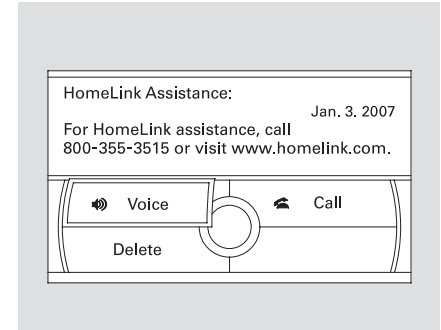 HomeLink Assistance:
Jan. 3. 2007
For HomeLink assistance, call
800-355-3515 or visit www.homelink.com.
Voice
Call
Delete